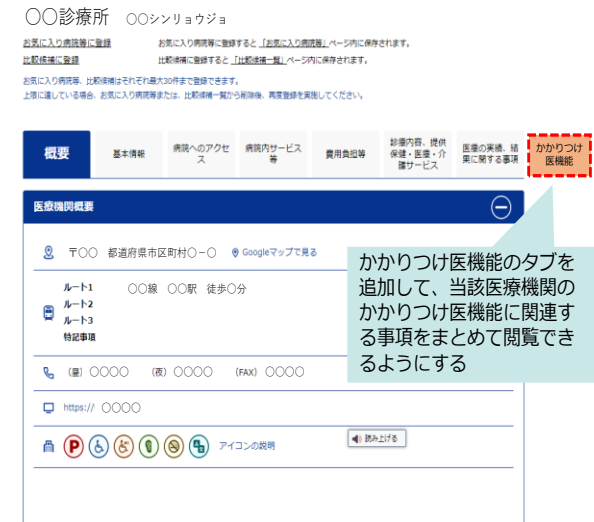 〇〇診療所 〇〇シンリョウジョ
お気に入り病院等に登録 お気に入り病院等に登録すると「お気に入り病院等」ページ内に保存されます。
比較候補に登録 比較候補に登録すると「比較候補一覧」ページ内に保存されます。
お気に入り病院等、比較候補はそれぞれ最大30件まで登録できます。
上限に達している場合、お気に入り病院等または、比較候補一覧から削除後、再度登録を実施してください。
概要
基本情報
病院へのアクセ
ス
病院内サービス
等
費用負担等
診療内容、提供
保健・医療・介
護サービス
医療の実績、結
果に関する事項
かかりつけ
医機能
医療機関概要
〒〇〇 都道府県市区町村〇-〇 Googleマップで見る
ルート1 〇〇線 〇〇駅 徒歩〇分
ルート2
ルート3
特記事項
かかりつけ医機能のタブを
追加して、当該医療機関の
かかりつけ医機能に関連す
る事項をまとめて閲覧でき
るようにする
(昼) 〇〇〇〇 (夜) 〇〇〇〇 (FAX) 〇〇〇〇
https:// 〇〇〇〇
P アイコンの説明
読み上げる